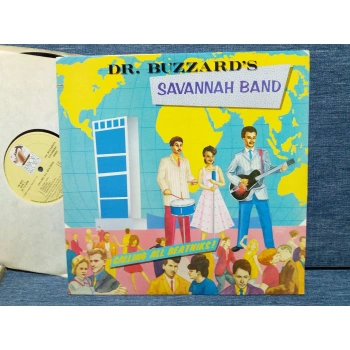 DR. BUZZARD'S
SAVANNAH BAND
CALLING ALL BEATNIKS!